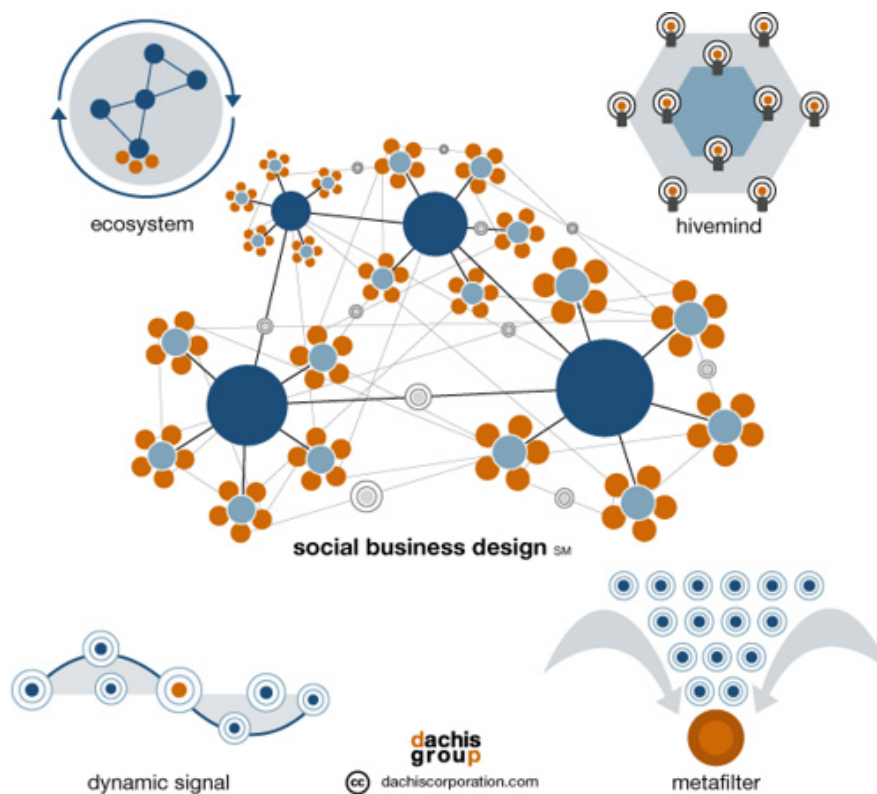 ecosystem
hivemind
social business design SM
dynamic signal
metafilter
dachis
group
cc dachiscorporation.com